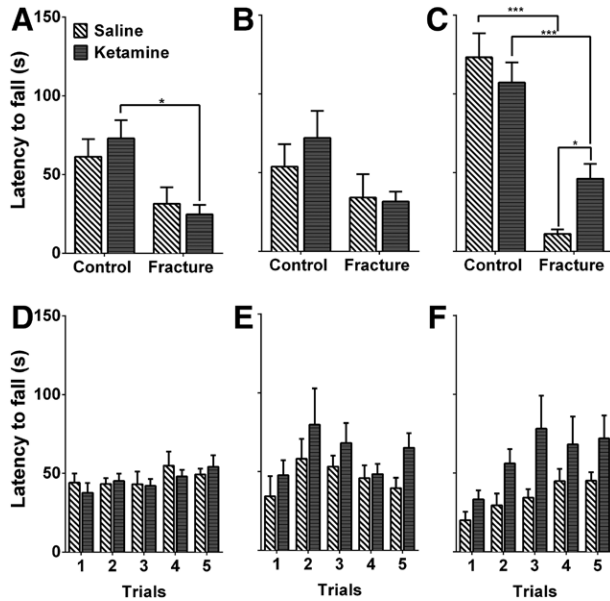 A
B
C
Latency to fall (s)
150
100
50
0
Saline
Ketamine
*
***
***
*
Control Fracture
Control Fracture
Control Fracture
D
E
F
Latency to fall (s)
150
100
50
0
1 2 3 4 5
1 2 3 4 5
1 2 3 4 5
Trials
Trials
Trials